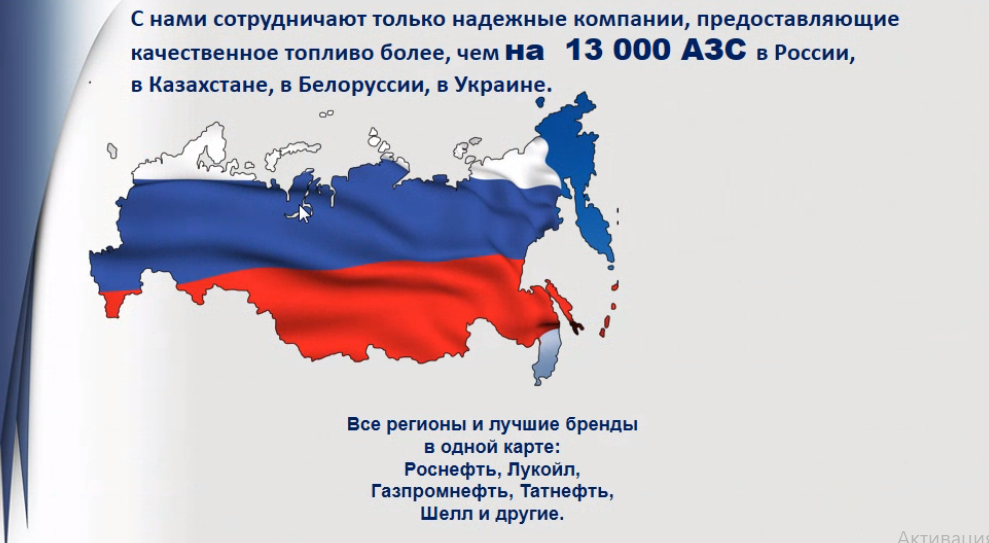 С нами сотрудничают только надежные компании, предоставляющие
качественное топливо более, чем на 13 000 АЗС в России,
в Казахстане, в Белоруссии, в Украине.
Все регионы и лучшие бренды
в одной карте:
Роснефть, Лукойл,
Газпромнефть, Татнефть,
Шелл и другие.
Активация